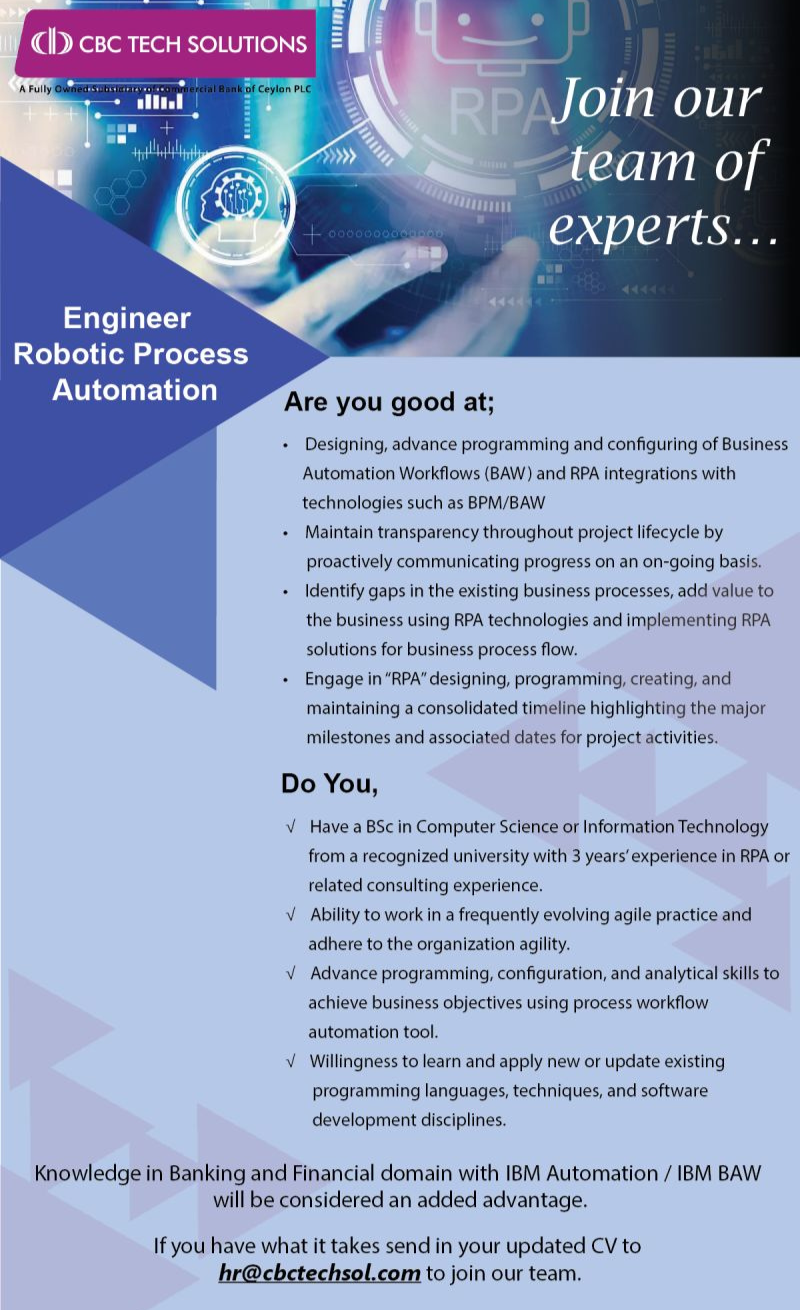 CBC TECH SOLUTIONS
A Fully Owned Subsidiary of Commercial Bank of Ceylon PLC
RPA
Join our
team of
experts...
Engineer
Robotic Process
Automation
Are you good at;
• Designing, advance programming and configuring of Business
Automation Workflows (BAW) and RPA integrations with
technologies such as BPM/BAW
• Maintain transparency throughout project lifecycle by
proactively communicating progress on an on-going basis.
• Identify gaps in the existing business processes, add value to
the business using RPA technologies and implementing RPA
solutions for business process flow.
• Engage in “RPA” designing, programming, creating, and
maintaining a consolidated timeline highlighting the major
milestones and associated dates for project activities.
Do You,
√ Have a BSc in Computer Science or Information Technology
from a recognized university with 3 years’ experience in RPA or
related consulting experience.
√ Ability to work in a frequently evolving agile practice and
adhere to the organization agility.
√ Advance programming, configuration, and analytical skills to
achieve business objectives using process workflow
automation tool.
√ Willingness to learn and apply new or update existing
programming languages, techniques, and software
development disciplines.
Knowledge in Banking and Financial domain with IBM Automation / IBM BAW
will be considered an added advantage.
If you have what it takes send in your updated CV to
hr@cbctechsol.com to join our team.